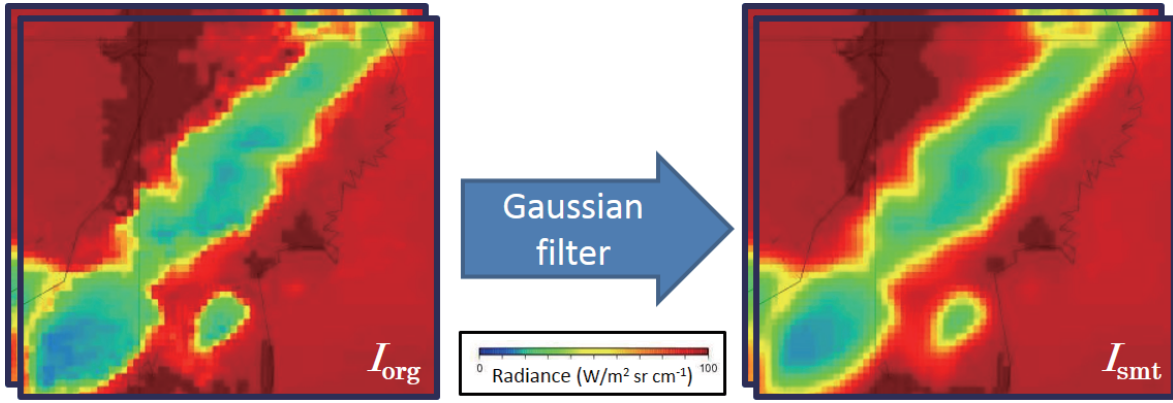 I_org
Gaussian
filter
0 Radiance (W/m² sr cm⁻¹) 100
I_smt